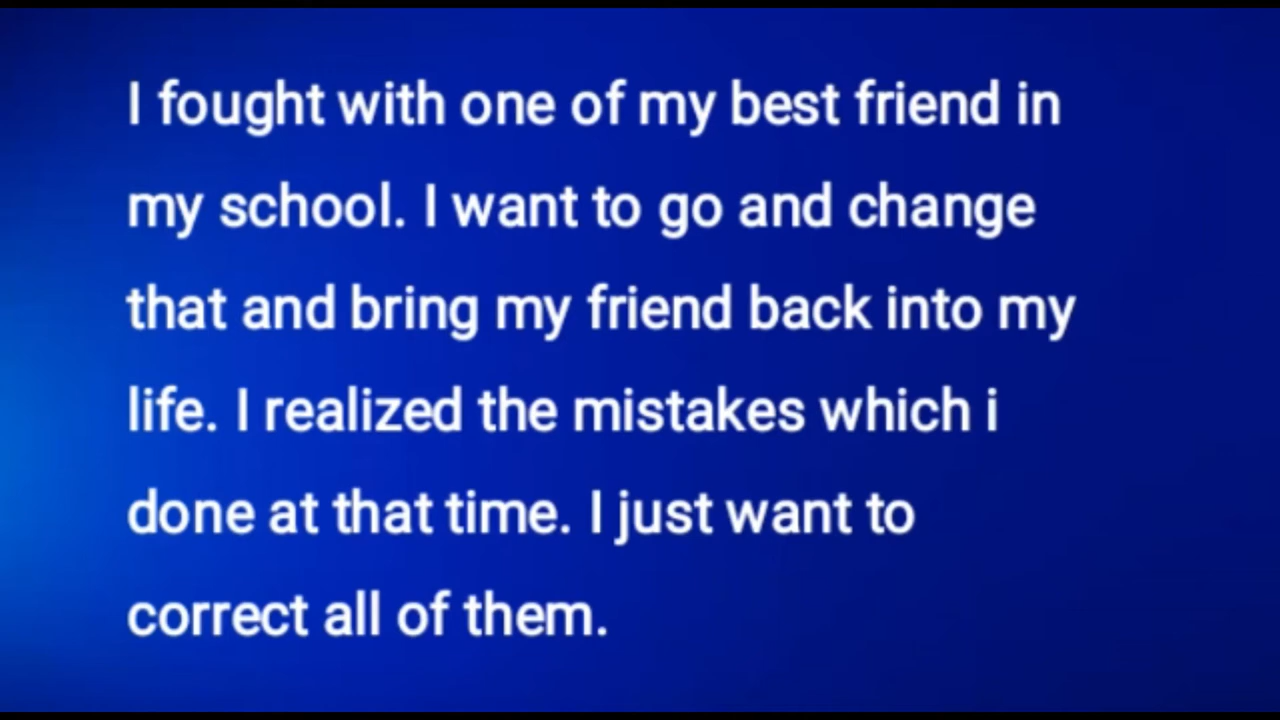 I fought with one of my best friend in
my school. I want to go and change
that and bring my friend back into my
life. I realized the mistakes which i
done at that time. I just want to
correct all of them.